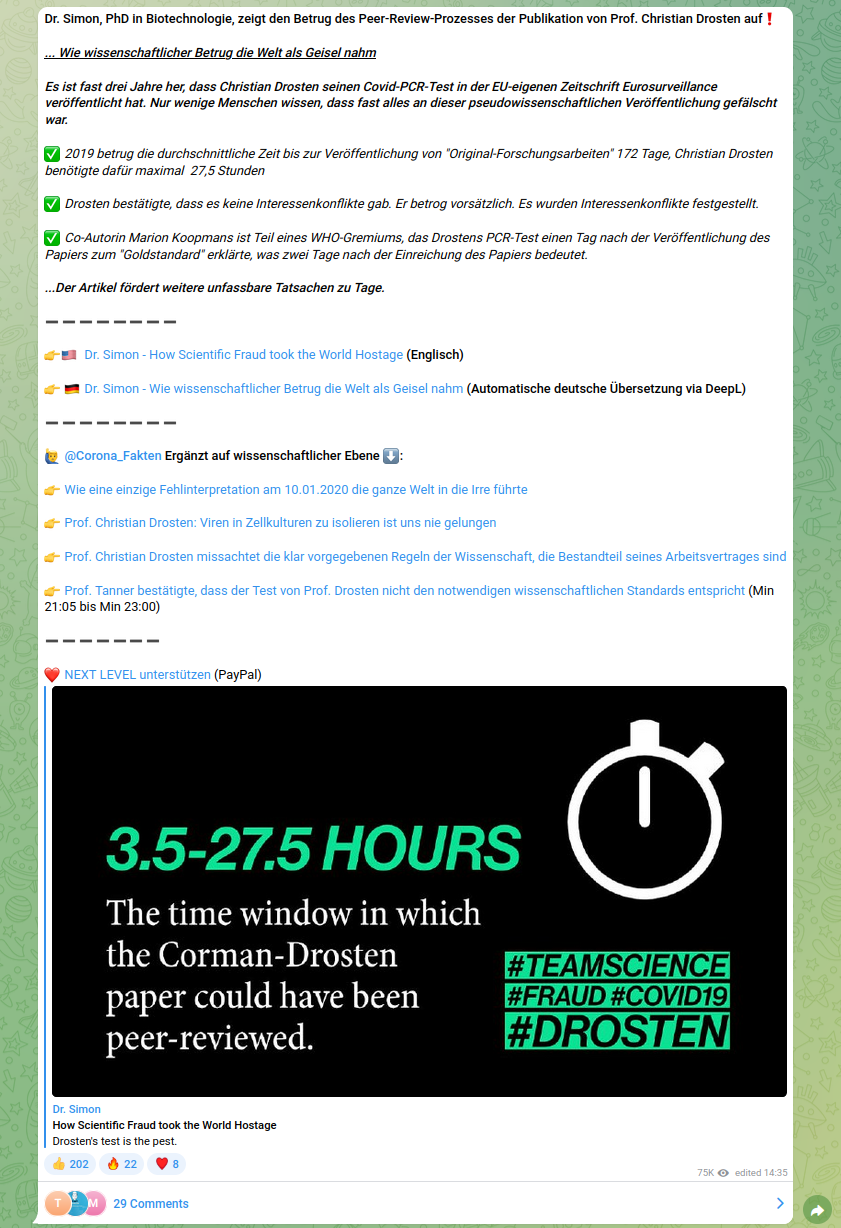 Dr. Simon, PhD in Biotechnologie, zeigt den Betrug des Peer-Review-Prozesses der Publikation von Prof. Christian Drosten auf❗
... Wie wissenschaftlicher Betrug die Welt als Geisel nahm
Es ist fast drei Jahre her, dass Christian Drosten seinen Covid-PCR-Test in der EU-eigenen Zeitschrift Eurosurveillance
veröffentlicht hat. Nur wenige Menschen wissen, dass fast alles an dieser pseudowissenschaftlichen Veröffentlichung gefälscht
war.
✅ 2019 betrug die durchschnittliche Zeit bis zur Veröffentlichung von "Original-Forschungsarbeiten" 172 Tage, Christian Drosten
benötigte dafür maximal 27,5 Stunden
✅ Drosten bestätigte, dass es keine Interessenkonflikte gab. Er betrog vorsätzlich. Es wurden Interessenkonflikte festgestellt.
✅ Co-Autorin Marion Koopmans ist Teil eines WHO-Gremiums, das Drostens PCR-Test einen Tag nach der Veröffentlichung des
Papiers zum "Goldstandard" erklärte, was zwei Tage nach der Einreichung des Papiers bedeutet.
...Der Artikel fördert weitere unfassbare Tatsachen zu Tage.
➖➖➖➖➖➖➖➖
👉🇺🇸 Dr. Simon - How Scientific Fraud took the World Hostage (Englisch)
👉 🇩🇪 Dr. Simon - Wie wissenschaftlicher Betrug die Welt als Geisel nahm (Automatische deutsche Übersetzung via DeepL)
➖➖➖➖➖➖➖➖
🙋‍♂️ @Corona_Fakten Ergänzt auf wissenschaftlicher Ebene ⬇️:
👉 Wie eine einzige Fehlinterpretation am 10.01.2020 die ganze Welt in die Irre führte
👉 Prof. Christian Drosten: Viren in Zellkulturen zu isolieren ist uns nie gelungen
👉 Prof. Christian Drosten missachtet die klar vorgegebenen Regeln der Wissenschaft, die Bestandteil seines Arbeitsvertrages sind
👉 Prof. Tanner bestätigte, dass der Test von Prof. Drosten nicht den notwendigen wissenschaftlichen Standards entspricht (Min
21:05 bis Min 23:00)
➖➖➖➖➖➖➖
❤️ NEXT LEVEL unterstützen (PayPal)
3.5-27.5 HOURS
The time window in which
the Corman-Drosten
paper could have been
peer-reviewed.
#TEAMSCIENCE
#FRAUD #COVID19
#DROSTEN
Dr. Simon
How Scientific Fraud took the World Hostage
Drosten's test is the pest.
👍 202 🔥 22 ❤️ 8
75K edited 14:35
T M 29 Comments